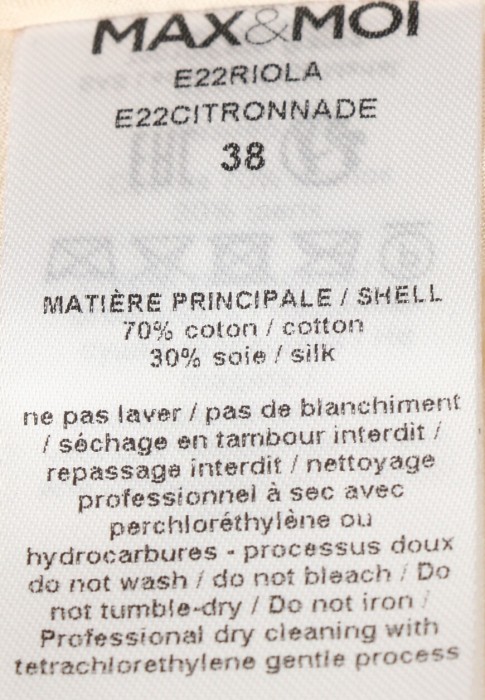 MAX&MOI
E22RIOLA
E22CITRONNADE
38
MATIÈRE PRINCIPALE / SHELL
70% coton / cotton
30% soie / silk
ne pas laver / pas de blanchiment
/ séchage en tambour interdit /
repassage interdit / nettoyage
professionnel à sec avec
perchloréthylène ou
hydrocarbures - processus doux
do not wash / do not bleach / Do
not tumble-dry / Do not iron /
Professional dry cleaning with
tetrachlorethylene gentle process